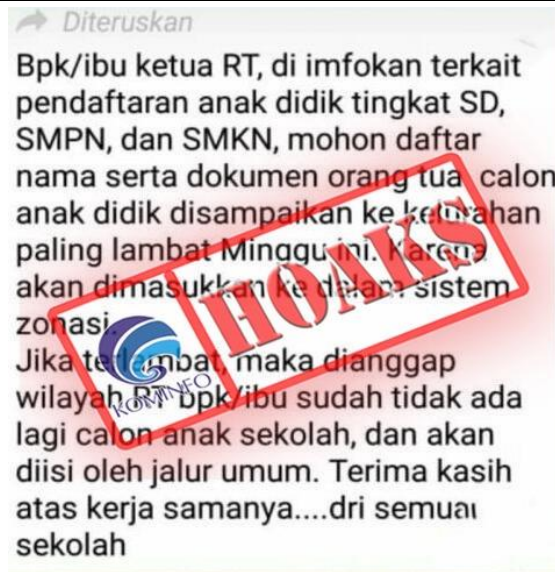 Diteruskan
Bpk/ibu ketua RT, di imfokan terkait
pendaftaran anak didik tingkat SD,
SMPN, dan SMKN, mohon daftar
nama serta dokumen orang tua calon
anak didik disampaikan ke kelurahan
paling lambat Minggu ini. Karena
akan dimasukkan ke dalam sistem
zonasi.
Jika terlambat, maka dianggap
wilayah RT bpk/ibu sudah tidak ada
lagi calon anak sekolah, dan akan
diisi oleh jalur umum. Terima kasih
atas kerja samanya....dri semua
sekolah
HOAKS
KOMINFO